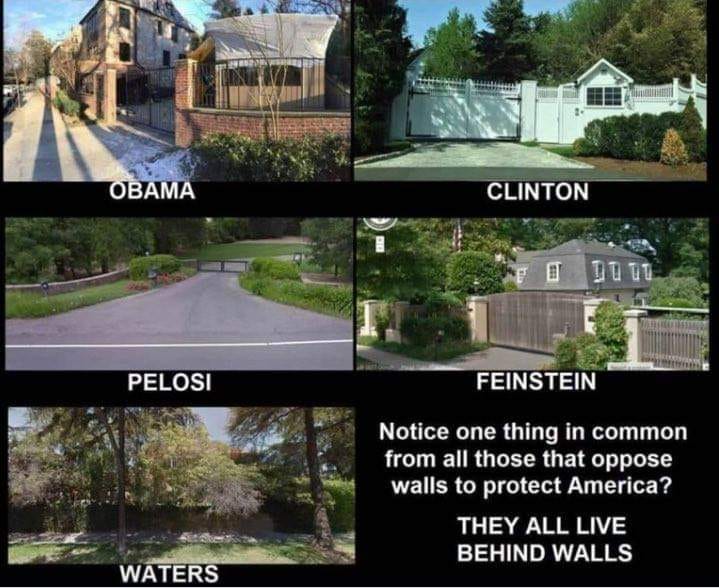 OBAMA
CLINTON
PELOSI
FEINSTEIN
WATERS
Notice one thing in common
from all those that oppose
walls to protect America?
THEY ALL LIVE
BEHIND WALLS